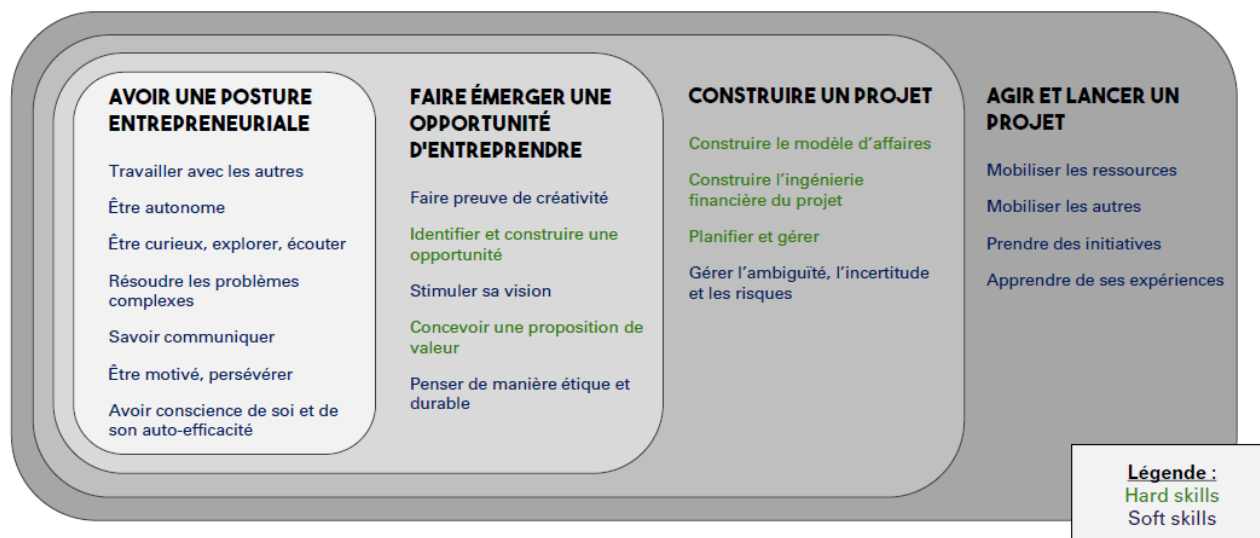 AVOIR UNE POSTURE
ENTREPRENEURIALE
Travailler avec les autres
Être autonome
Être curieux, explorer, écouter
Résoudre les problèmes
complexes
Savoir communiquer
Être motivé, persévérer
Avoir conscience de soi et de
son auto-efficacité
FAIRE ÉMERGER UNE
OPPORTUNITÉ
D'ENTREPRENDRE
Faire preuve de créativité
Identifier et construire une
opportunité
Stimuler sa vision
Concevoir une proposition de
valeur
Penser de manière étique et
durable
CONSTRUIRE UN PROJET
Construire le modèle d’affaires
Construire l’ingénierie
financière du projet
Planifier et gérer
Gérer l’ambiguïté, l’incertitude
et les risques
AGIR ET LANCER UN
PROJET
Mobiliser les ressources
Mobiliser les autres
Prendre des initiatives
Apprendre de ses expériences
Légende :
Hard skills
Soft skills